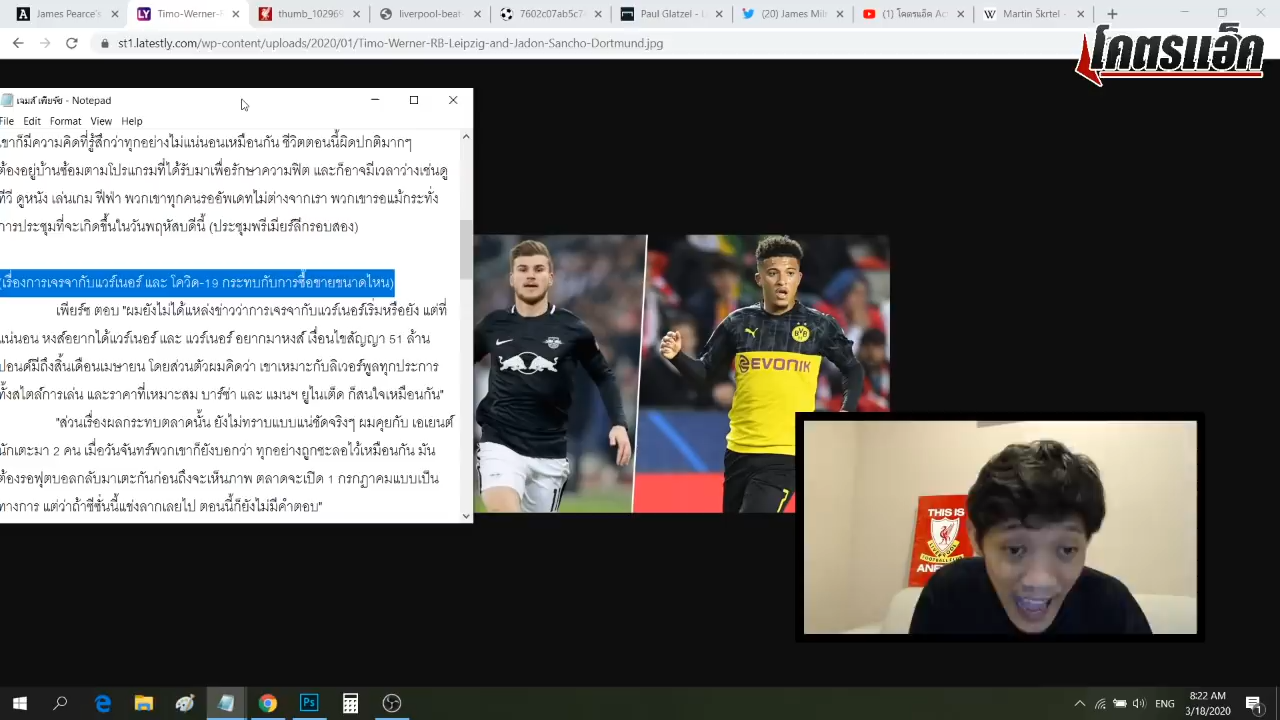 James Pearce's
Timo-Werner-R
thumb_102969
liverpool-beat
7602c07ab5c1
Paul Glatzel - L
(20) James Mil
(1) โคตรแอ็ค Ac
Martin Škrtel
st1.latestly.com/wp-content/uploads/2020/01/Timo-Werner-RB-Leipzig-and-Jadon-Sancho-Dortmund.jpg
โคตรแอ็ค
เจมส์ เพียร์ซ - Notepad
File Edit Format View Help
เขาก็มีความคิดที่รู้สึกว่าทุกอย่างไม่แน่นอนเหมือนกัน ชีวิตตอนนี้ผิดปกติมากๆ
ต้องอยู่บ้านซ้อมตามโปรแกรมที่ได้รับมาเพื่อรักษาความฟิต และก็อาจมีเวลาว่างเช่นดู
ทีวี ดูหนัง เล่นเกม ฟีฟ่า พวกเขาทุกคนรออัพเดทไม่ต่างจากเรา พวกเขารอแม้กระทั่ง
การประชุมที่จะเกิดขึ้นในวันพฤหัสบดีนี้ (ประชุมพรีเมียร์ลีกรอบสอง)
(เรื่องการเจรจากับแวร์เนอร์ และ โควิด-19 กระทบกับการซื้อขายขนาดไหน)
เพียร์ซ ตอบ "ผมยังไม่ได้แหล่งข่าวว่าการเจรจากับแวร์เนอร์เริ่มหรือยัง แต่ที่
แน่นอน หงส์อยากได้แวร์เนอร์ และ แวร์เนอร์ อยากมาหงส์ เงื่อนไขสัญญา 51 ล้าน
ปอนด์มีถึงสิ้นเดือนเมษายน โดยส่วนตัวผมคิดว่า เขาเหมาะกับลิเวอร์พูลทุกประการ
ทั้งสไตล์การเล่น และราคาที่เหมาะสม บาร์ซ่า และ แมนฯ ยูไนเต็ด ก็สนใจเหมือนกัน"
"ส่วนเรื่องผลกระทบตลาดนั้น ยังไม่ทราบแบบแน่ชัดจริงๆ ผมคุยกับ เอเยนต์
นักเตะมา 2 คน เมื่อวันจันทร์พวกเขาก็ยังบอกว่า ทุกอย่างถูกชะลอไว้เหมือนกัน มัน
ต้องรอฟุตบอลกลับมาเตะกันก่อนถึงจะเห็นภาพ ตลาดจะเปิด 1 กรกฎาคมแบบเป็น
ทางการ แต่ว่าถ้าซีซั่นนี้แข่งลากเลยไป ตอนนี้ก็ยังไม่มีคำตอบ"
EVONIK
BVB
09
7
THIS IS
ANFIELD
ENG
8:22 AM
3/18/2020